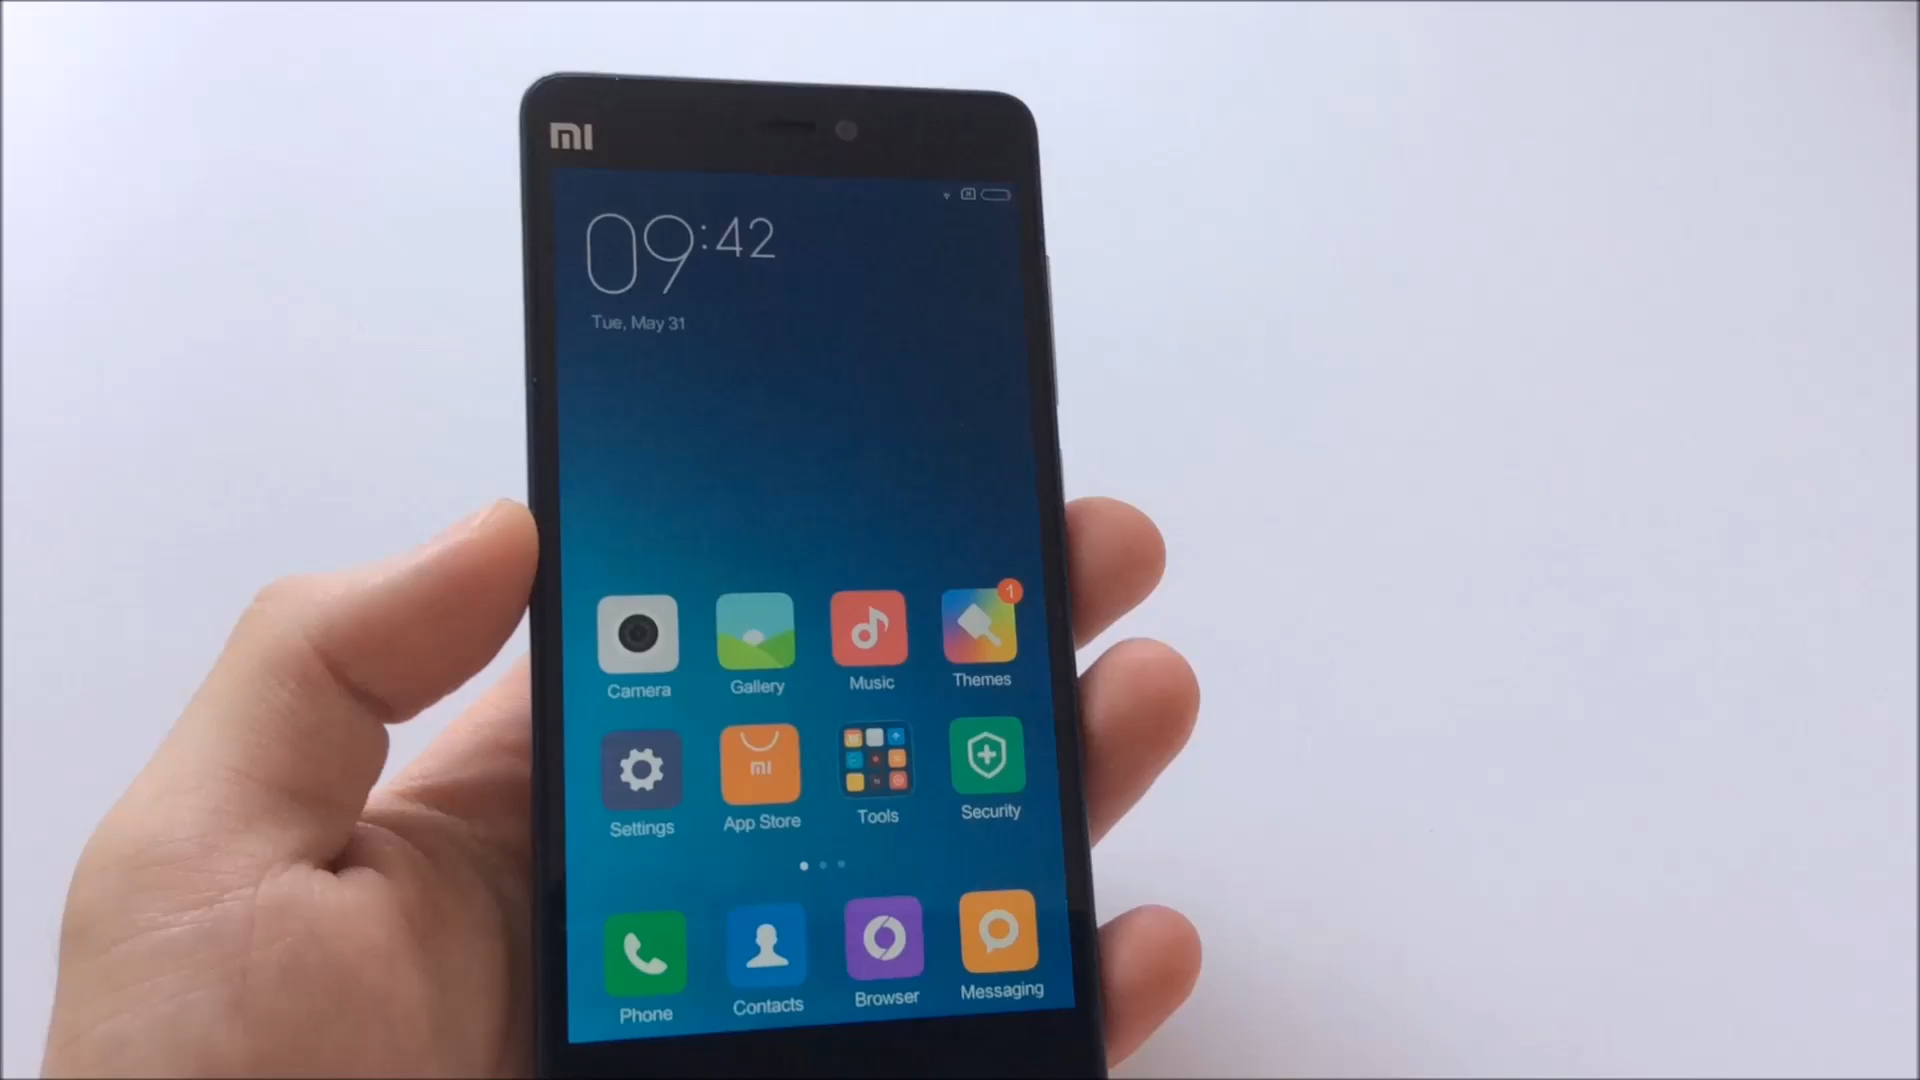 mi
09:42
Tue, May 31
1
Camera Gallery Music Themes
mi
Settings App Store Tools Security
Phone Contacts Browser Messaging